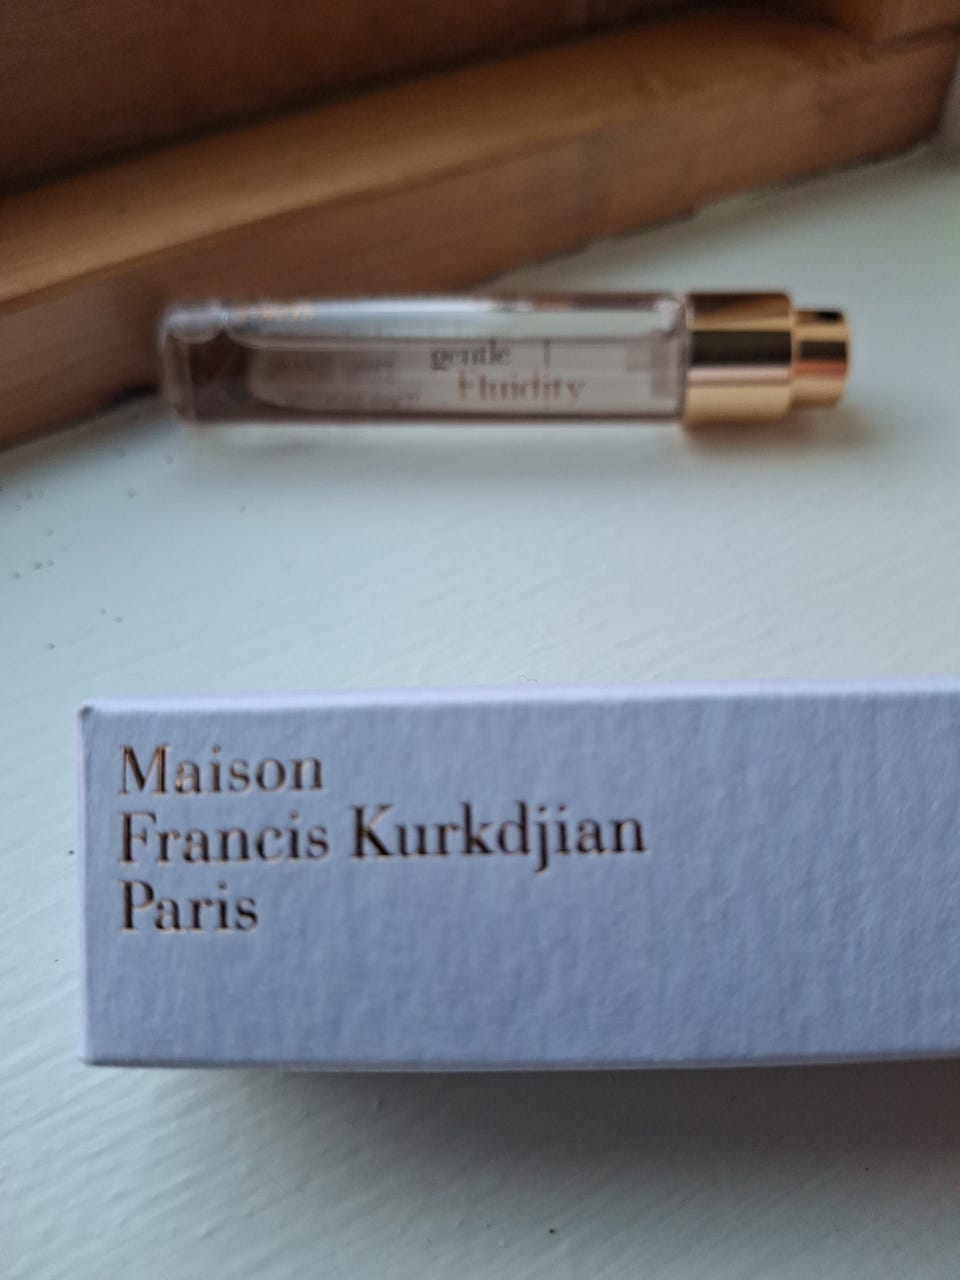 gentle
Fluidity
Maison
Francis Kurkdjian
Paris